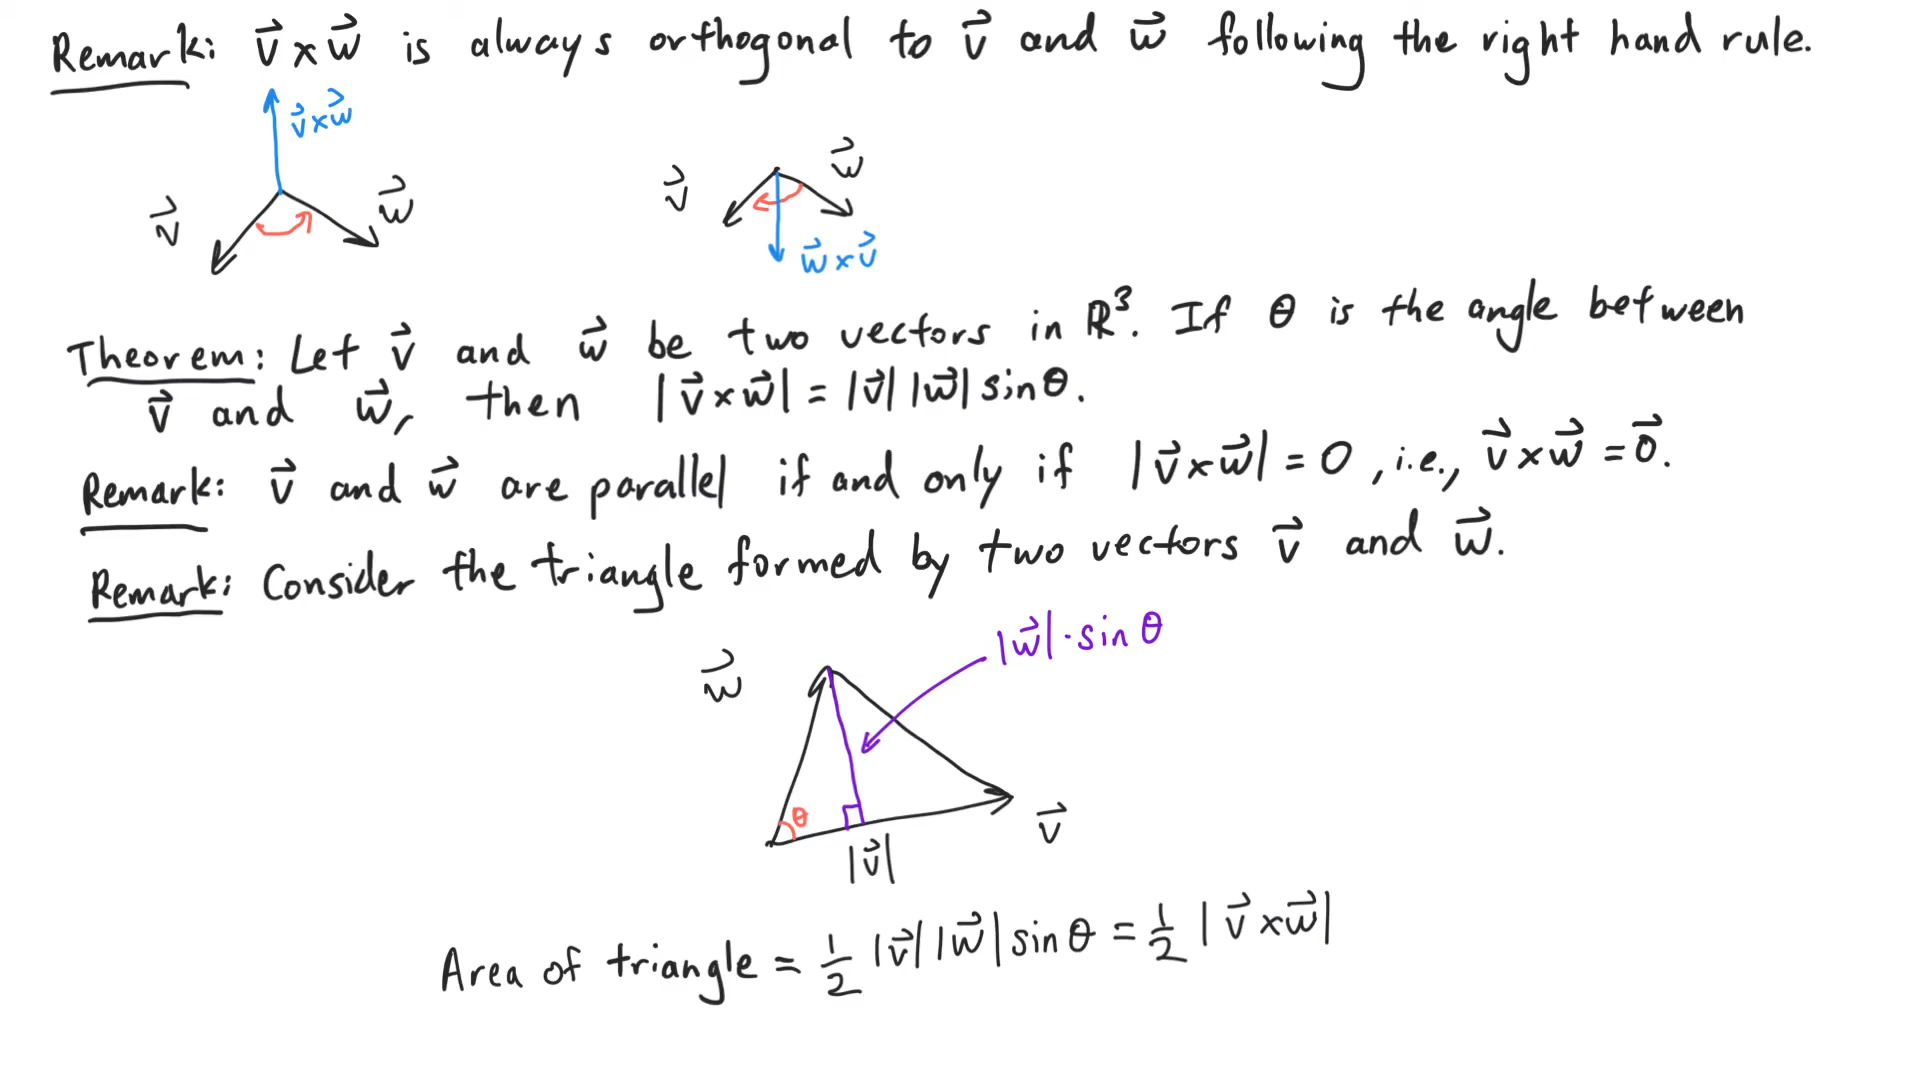 Remark: v⃗ × w⃗ is always orthogonal to v⃗ and w⃗ following the right hand rule.
v⃗ × w⃗
v⃗
w⃗
v⃗
w⃗
w⃗ × v⃗
Theorem: Let v⃗ and w⃗ be two vectors in ℝ³. If θ is the angle between
v⃗ and w⃗, then |v⃗ × w⃗| = |v⃗| |w⃗| sin θ.
Remark: v⃗ and w⃗ are parallel if and only if |v⃗ × w⃗| = 0, i.e., v⃗ × w⃗ = 0⃗.
Remark: Consider the triangle formed by two vectors v⃗ and w⃗.
|w⃗| · sin θ
w⃗
θ
v⃗
|v⃗|
Area of triangle = 1/2 |v⃗| |w⃗| sin θ = 1/2 |v⃗ × w⃗|